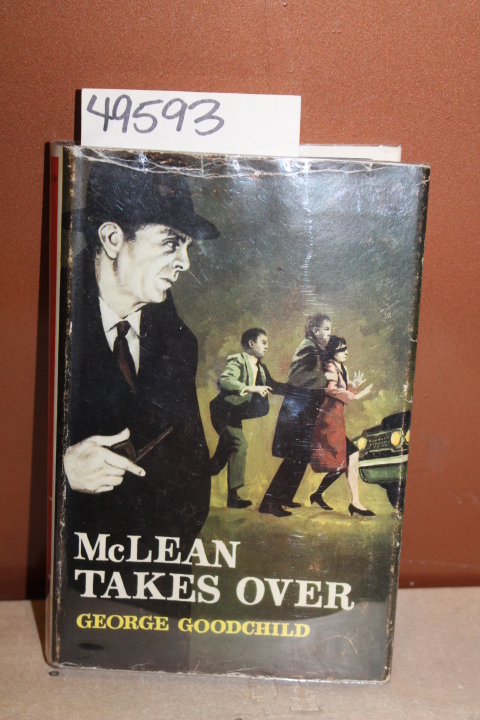 49593
McLEAN
TAKES OVER
GEORGE GOODCHILD